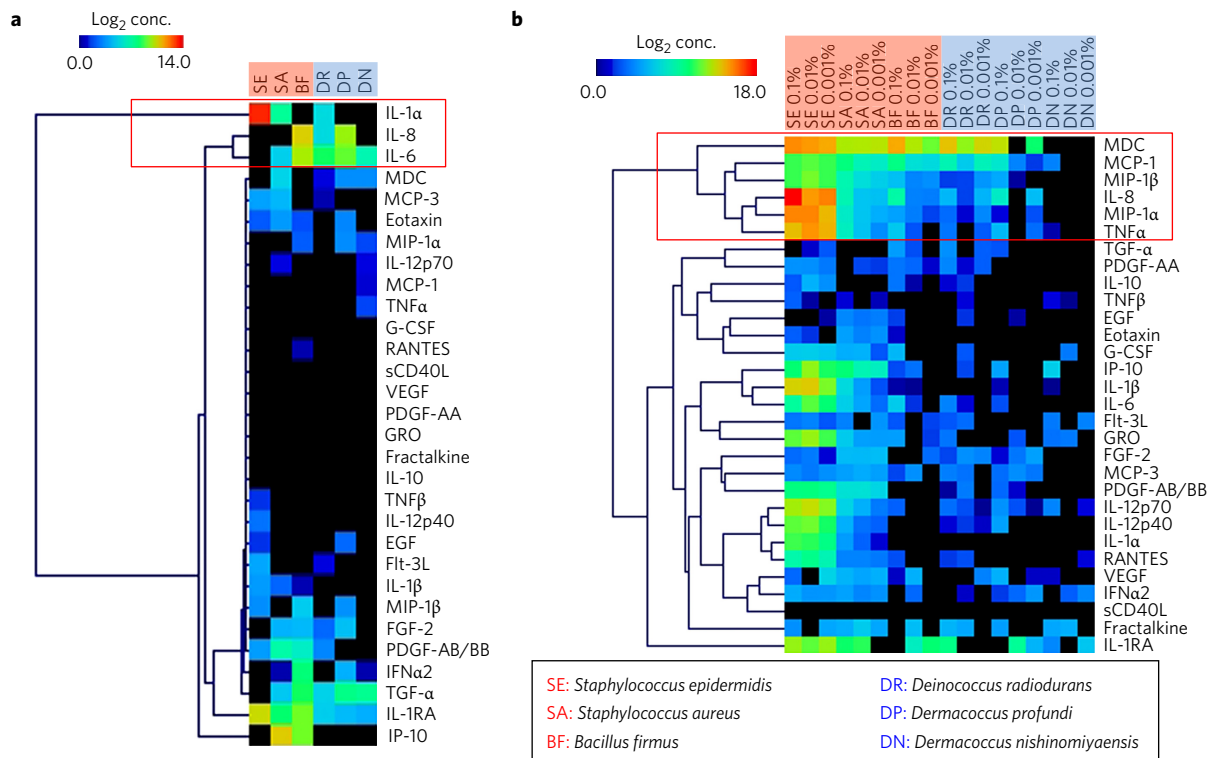 a
Log2 conc.
0.0 14.0
SE SA BF DR DP DN
IL-1α
IL-8
IL-6
MDC
MCP-3
Eotaxin
MIP-1α
IL-12p70
MCP-1
TNFα
G-CSF
RANTES
sCD40L
VEGF
PDGF-AA
GRO
Fractalkine
IL-10
TNFβ
IL-12p40
EGF
Flt-3L
IL-1β
MIP-1β
FGF-2
PDGF-AB/BB
IFNα2
TGF-α
IL-1RA
IP-10
b
Log2 conc.
0.0 18.0
SE 0.1%
SE 0.01%
SE 0.001%
SA 0.1%
SA 0.01%
SA 0.001%
BF 0.1%
BF 0.01%
BF 0.001%
DR 0.1%
DR 0.01%
DR 0.001%
DP 0.1%
DP 0.01%
DP 0.001%
DN 0.1%
DN 0.01%
DN 0.001%
MDC
MCP-1
MIP-1β
IL-8
MIP-1α
TNFα
TGF-α
PDGF-AA
IL-10
TNFβ
EGF
Eotaxin
G-CSF
IP-10
IL-1β
IL-6
Flt-3L
GRO
FGF-2
MCP-3
PDGF-AB/BB
IL-12p70
IL-12p40
IL-1α
RANTES
VEGF
IFNα2
sCD40L
Fractalkine
IL-1RA
SE: Staphylococcus epidermidis
SA: Staphylococcus aureus
BF: Bacillus firmus
DR: Deinococcus radiodurans
DP: Dermacoccus profundi
DN: Dermacoccus nishinomiyaensis